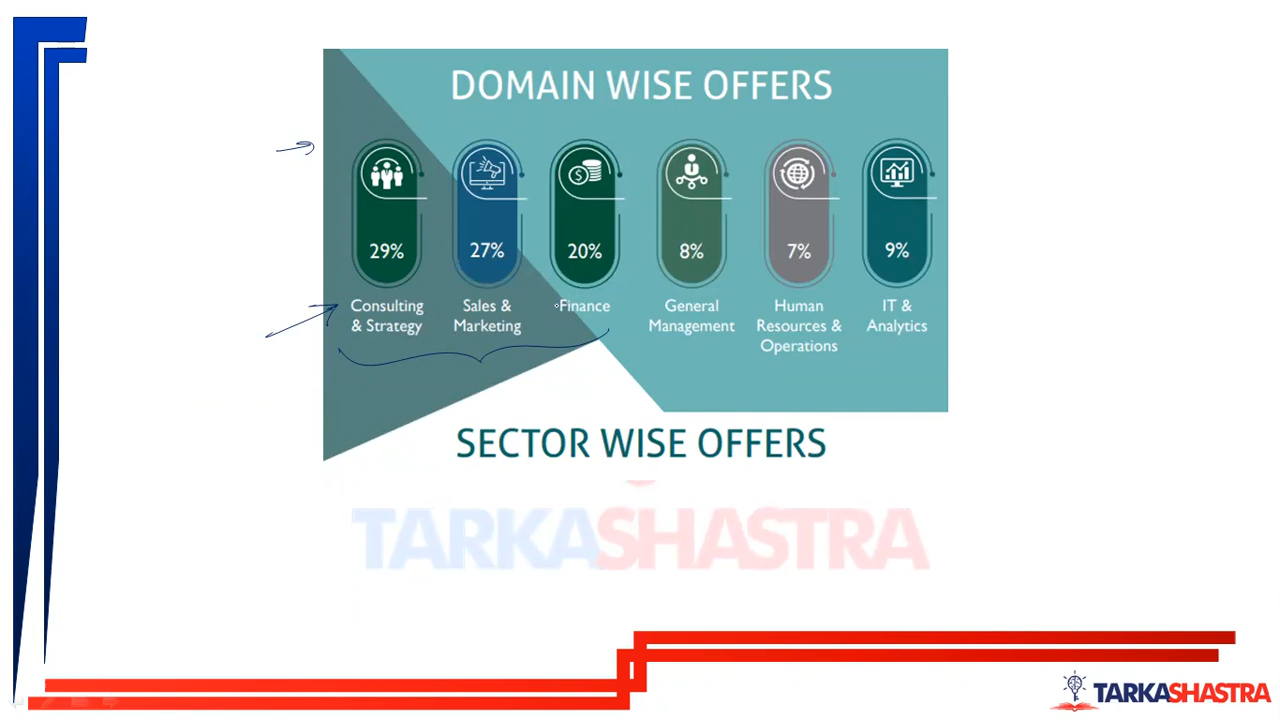 DOMAIN WISE OFFERS
29%
27%
20%
8%
7%
9%
Consulting
& Strategy
Sales &
Marketing
Finance
General
Management
Human
Resources &
Operations
IT &
Analytics
SECTOR WISE OFFERS
TARKASHASTRA
TARKASHASTRA